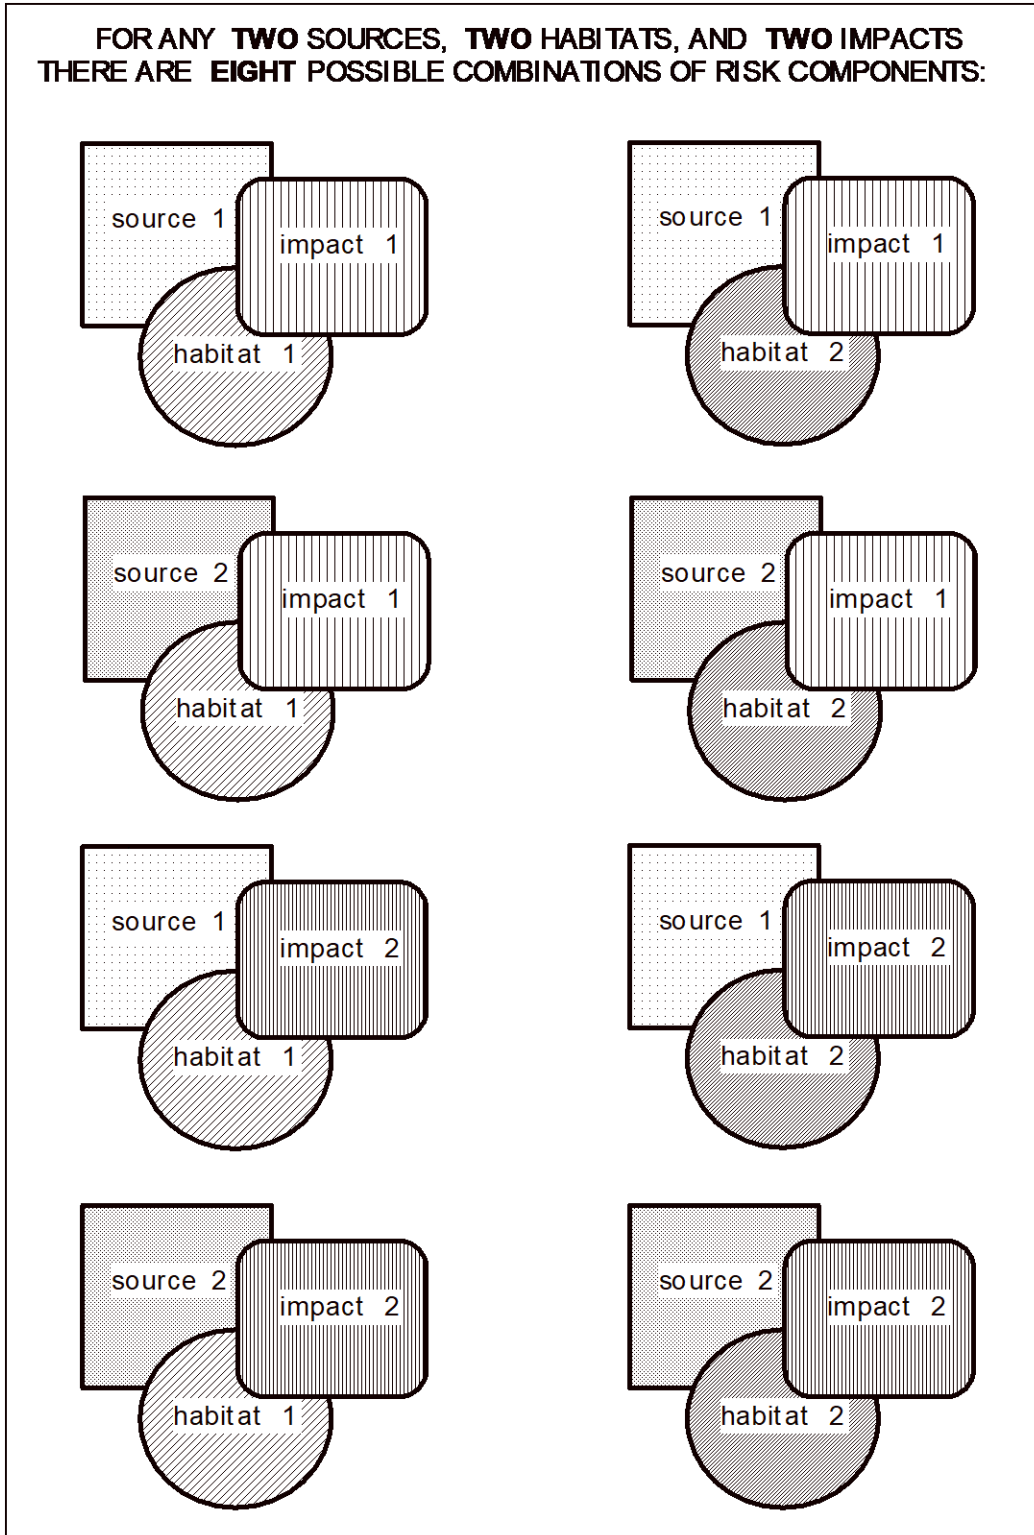 FOR ANY TWO SOURCES, TWO HABITATS, AND TWO IMPACTS
THERE ARE EIGHT POSSIBLE COMBINATIONS OF RISK COMPONENTS:
source 1
impact 1
habitat 1
source 1
impact 1
habitat 2
source 2
impact 1
habitat 1
source 2
impact 1
habitat 2
source 1
impact 2
habitat 1
source 1
impact 2
habitat 2
source 2
impact 2
habitat 1
source 2
impact 2
habitat 2